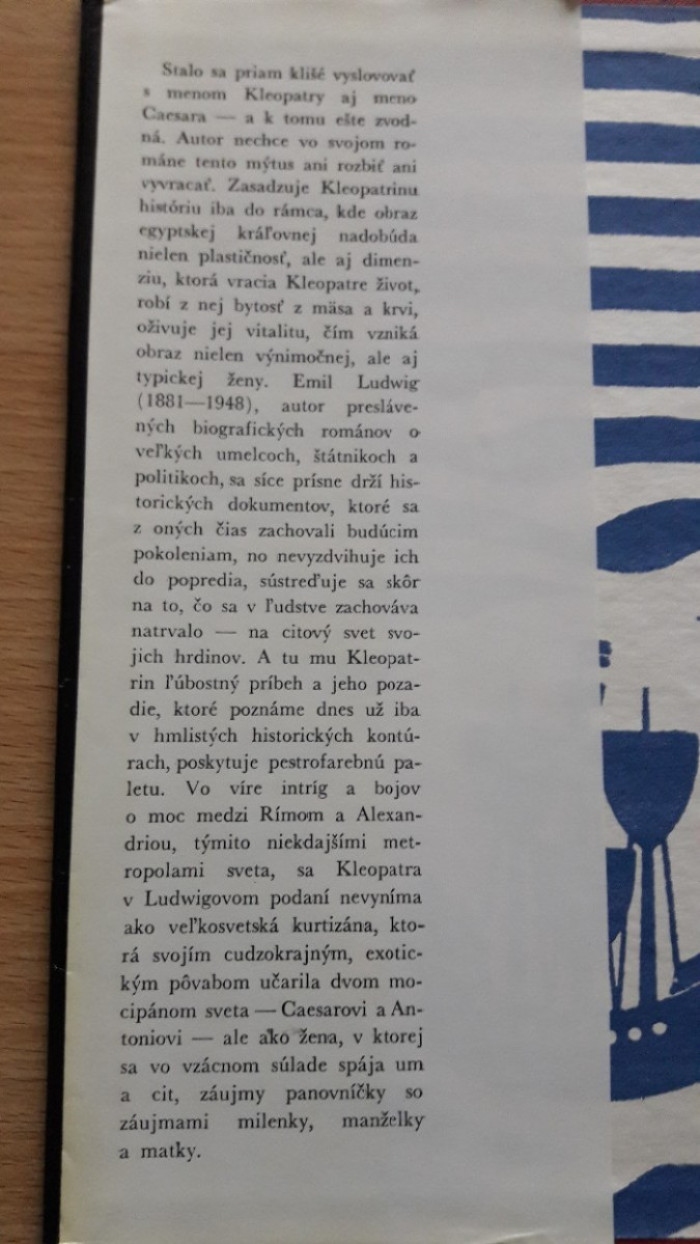 Stalo sa priam klišé vyslovovať
s menom Kleopatry aj meno
Caesara — a k tomu ešte zvod-
ná. Autor nechce vo svojom ro-
máne tento mýtus ani rozbiť ani
vyvracať. Zasadzuje Kleopatrinu
históriu iba do rámca, kde obraz
egyptskej kráľovnej nadobúda
nielen plastičnosť, ale aj dimen-
ziu, ktorá vracia Kleopatre život,
robí z nej bytosť z mäsa a krvi,
oživuje jej vitalitu, čím vzniká
obraz nielen výnimočnej, ale aj
typickej ženy. Emil Ludwig
(1881—1948), autor presláve-
ných biografických románov o
veľkých umelcoch, štátnikoch a
politikoch, sa síce prísne drží his-
torických dokumentov, ktoré sa
z oných čias zachovali budúcim
pokoleniam, no nevyzdvihuje ich
do popredia, sústreďuje sa skôr
na to, čo sa v ľudstve zachováva
natrvalo — na citový svet svo-
jich hrdinov. A tu mu Kleopat-
rin ľúbostný príbeh a jeho poza-
die, ktoré poznáme dnes už iba
v hmlistých historických kontú-
rach, poskytuje pestrofarebnú pa-
letu. Vo víre intríg a bojov
o moc medzi Rímom a Alexan-
driou, týmito niekdajšími met-
ropolami sveta, sa Kleopatra
v Ludwigovom podaní nevyníma
ako veľkosvetská kurtizána, kto-
rá svojím cudzokrajným, exotic-
kým pôvabom učarila dvom mo-
cipánom sveta — Caesarovi a An-
toniovi — ale ako žena, v ktorej
sa vo vzácnom súlade spája um
a cit, záujmy panovníčky so
záujmami milenky, manželky
a matky.